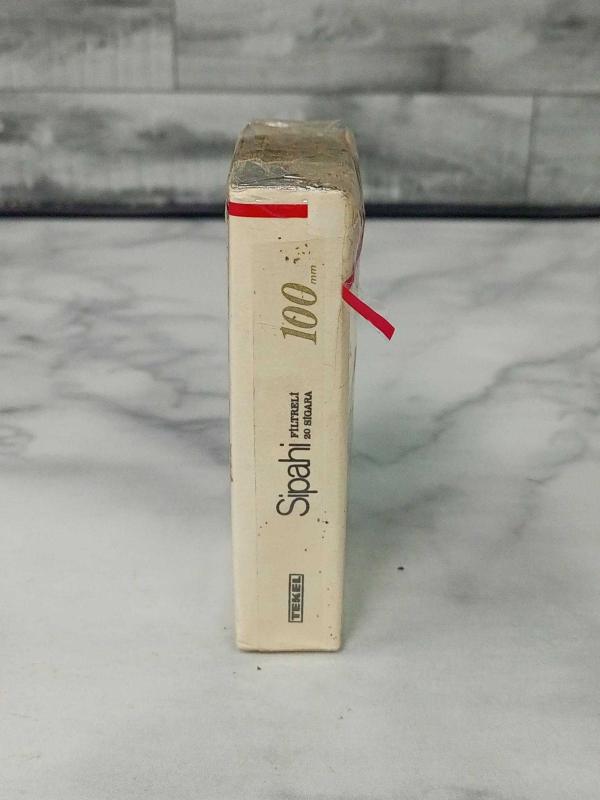 TEKEL
Sipahi
FİLTRELİ
20 SİGARA
100 mm